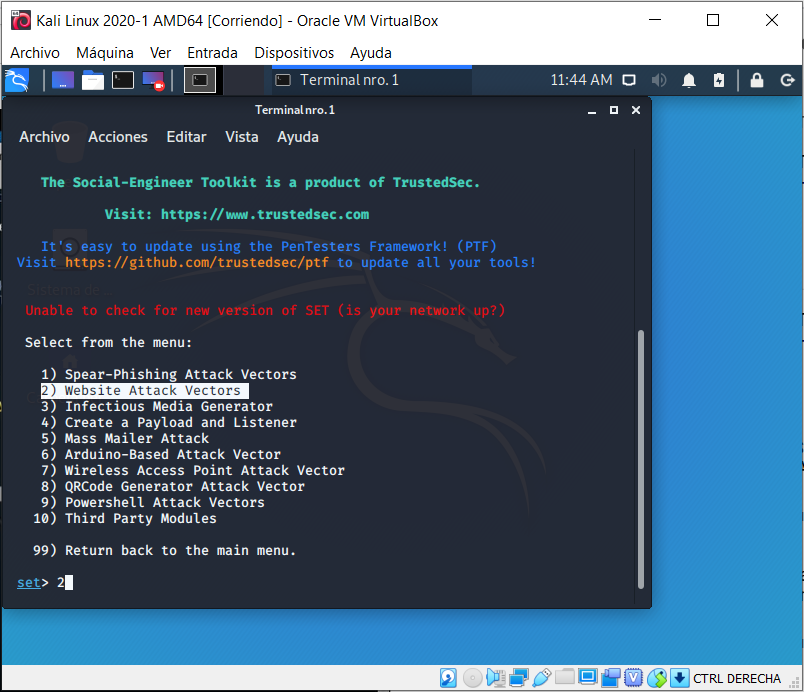 Kali Linux 2020-1 AMD64 [Corriendo] - Oracle VM VirtualBox
Archivo Máquina Ver Entrada Dispositivos Ayuda
Terminal nro. 1 11:44 AM
Terminal nro. 1
Archivo Acciones Editar Vista Ayuda
The Social-Engineer Toolkit is a product of TrustedSec.
Visit: https://www.trustedsec.com
It's easy to update using the PenTesters Framework! (PTF)
Visit https://github.com/trustedsec/ptf to update all your tools!
Unable to check for new version of SET (is your network up?)
Select from the menu:
1) Spear-Phishing Attack Vectors
2) Website Attack Vectors
3) Infectious Media Generator
4) Create a Payload and Listener
5) Mass Mailer Attack
6) Arduino-Based Attack Vector
7) Wireless Access Point Attack Vector
8) QRCode Generator Attack Vector
9) Powershell Attack Vectors
10) Third Party Modules
99) Return back to the main menu.
set> 2
CTRL DERECHA